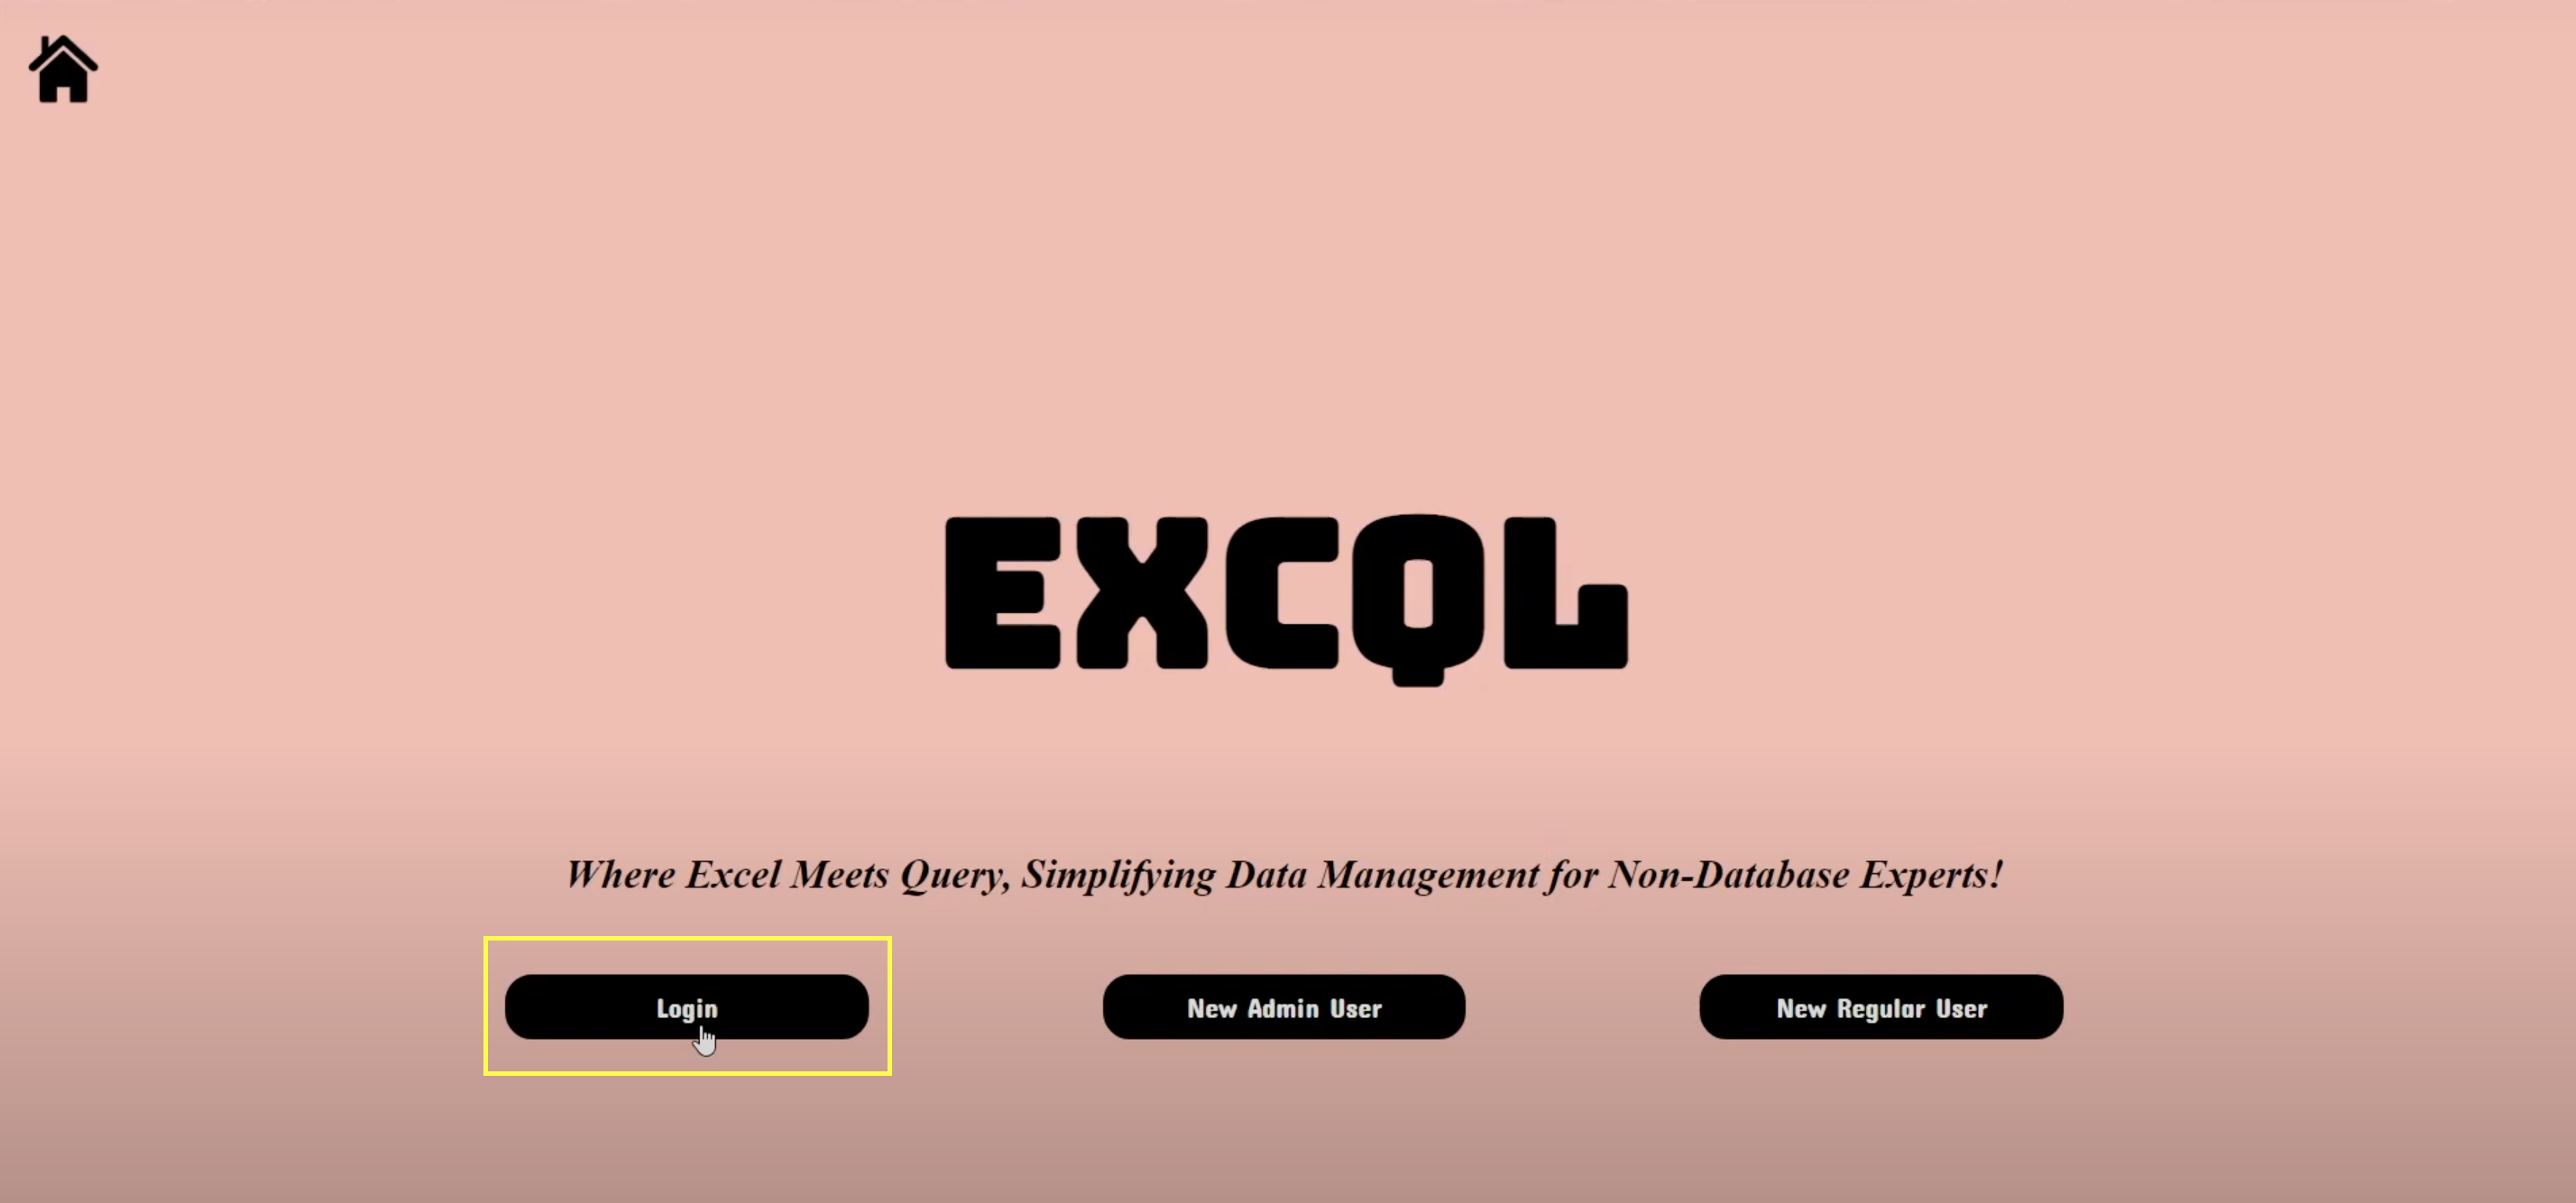 EXCQL
Where Excel Meets Query, Simplifying Data Management for Non-Database Experts!
Login
New Admin User
New Regular User